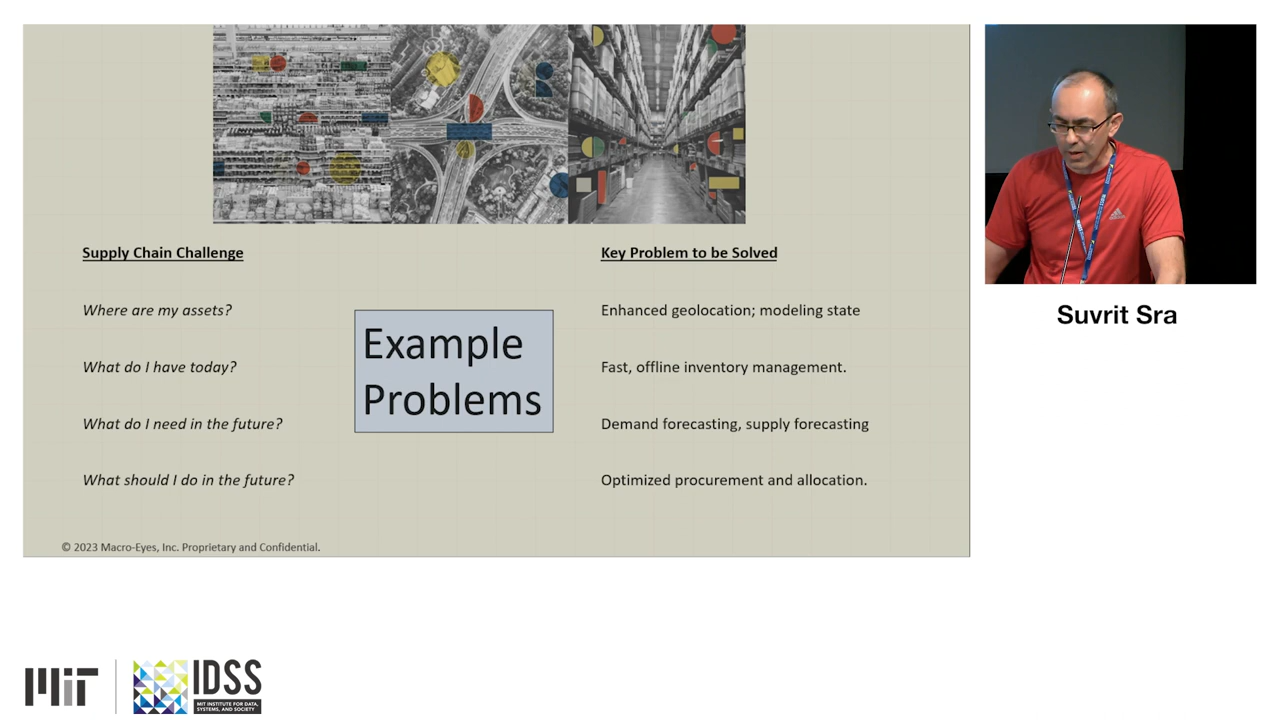 Supply Chain Challenge
Key Problem to be Solved
Where are my assets?
Enhanced geolocation; modeling state
Example
Problems
What do I have today?
Fast, offline inventory management.
What do I need in the future?
Demand forecasting, supply forecasting
What should I do in the future?
Optimized procurement and allocation.
© 2023 Macro-Eyes, Inc. Proprietary and Confidential.
Suvrit Sra
MIT
IDSS
MIT INSTITUTE FOR DATA,
SYSTEMS, AND SOCIETY